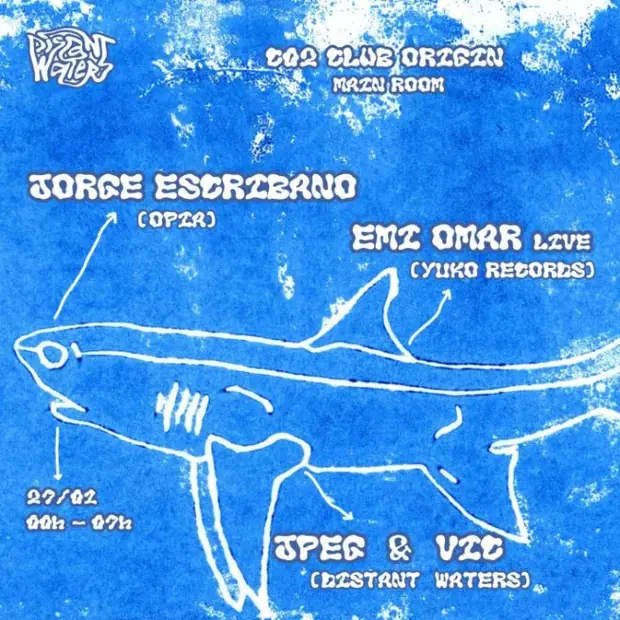 DISTANT
WATERS
CO2 CLUB ORIGIN
MAIN ROOM
JORGE ESCRIBANO
(OPIA)
EMI OMAR LIVE
(YUKO RECORDS)
27/01
00h - 07h
JPEG & VIC
(DISTANT WATERS)